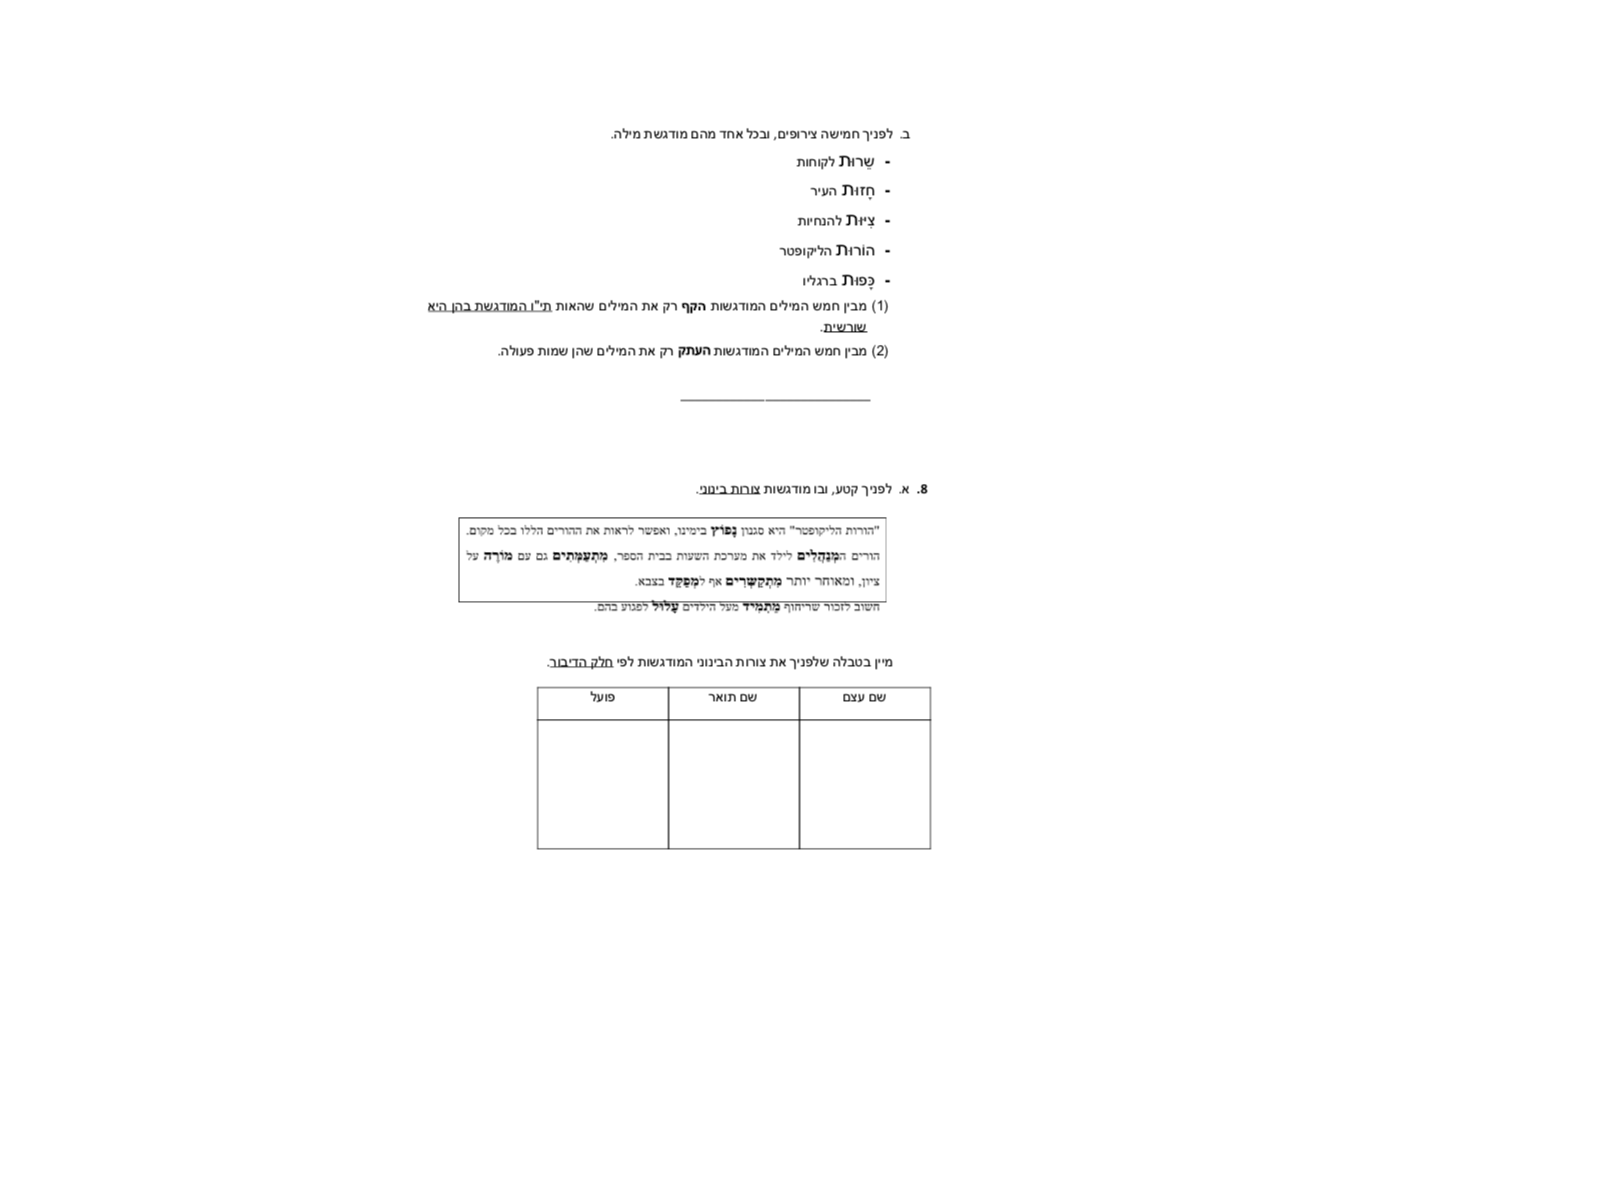 ב. לפניך חמישה צירופים, ובכל אחד מהם מודגשת מילה.
- שֵׁרוּת לקוחות
- חָזוּת העיר
- צִיּוּת להנחיות
- הוֹרוּת הליקופטר
- כָּפוּת ברגליו
(1) מבין חמש המילים המודגשות הקף רק את המילים שהאות תי"ו המודגשת בהן היא
שורשית.
(2) מבין חמש המילים המודגשות העתק רק את המילים שהן שמות פעולה.
8. א. לפניך קטע, ובו מודגשות צורות בינוני.
"הורות הליקופטר" היא סגנון נָפוֹץ בימינו, ואפשר לראות את ההורים הללו בכל מקום.
הורים המְנַהֲלִים לילד את מערכת השעות בבית הספר, מִתְעַמְּתִים גם עם מוֹרָה על
ציון, ומאוחר יותר מִתְקַשְּׁרִים אף למְפַקֵּד בצבא.
חשוב לזכור שריחוף מַתְמִיד מעל הילדים עָלוּל לפגוע בהם.
מיין בטבלה שלפניך את צורות הבינוני המודגשות לפי חלק הדיבור.
שם עצם שם תואר פועל